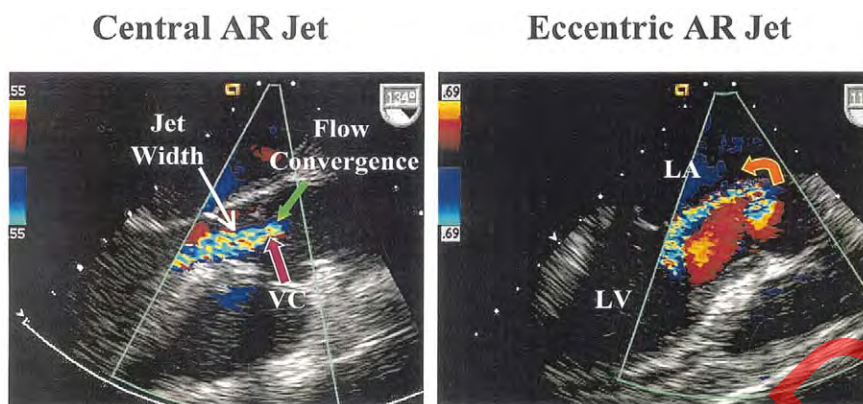 Central AR Jet
Eccentric AR Jet
.55
134°
Jet
Width
Flow
Convergence
.55
VC
.69
LA
.69
LV